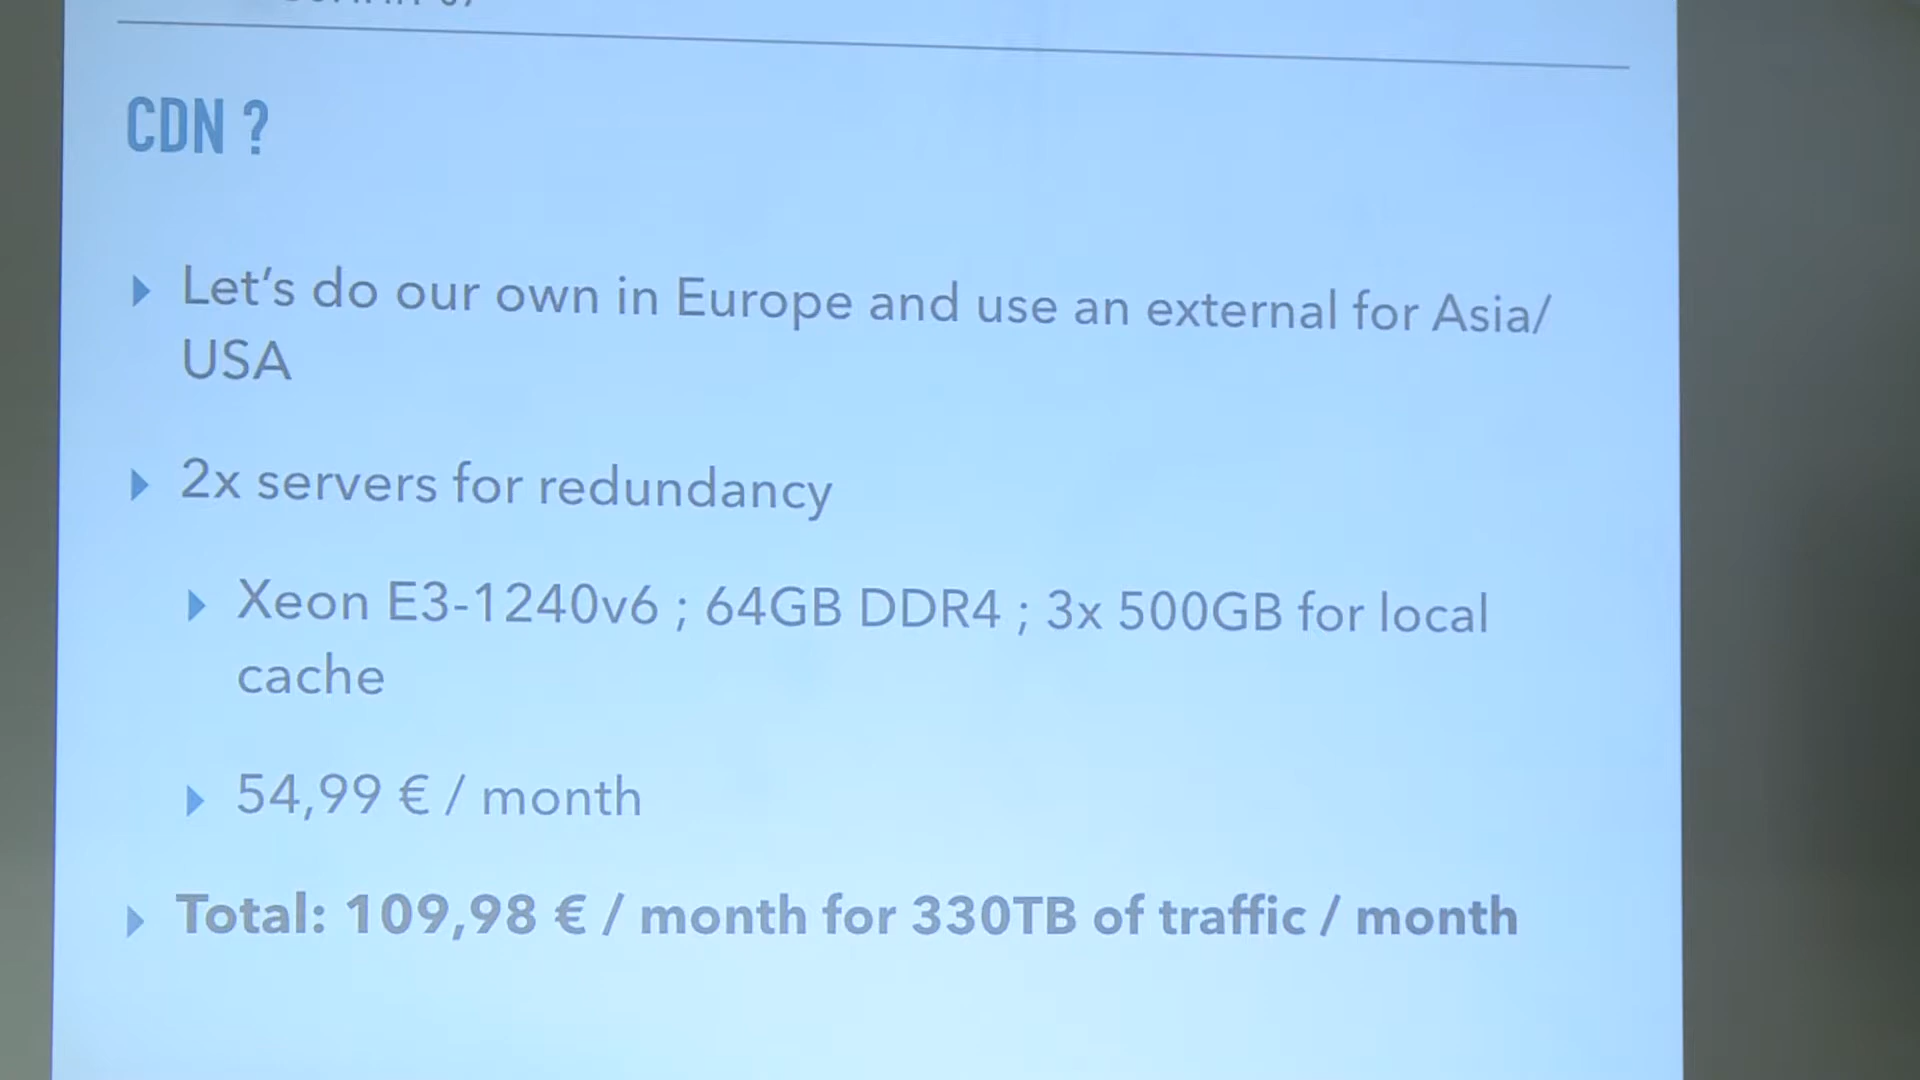 CDN ?
Let's do our own in Europe and use an external for Asia/
USA
2x servers for redundancy
Xeon E3-1240v6 ; 64GB DDR4 ; 3x 500GB for local
cache
54,99 € / month
Total: 109,98 € / month for 330TB of traffic / month